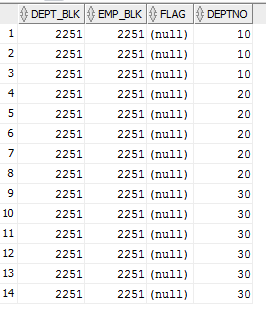 DEPT_BLK EMP_BLK FLAG DEPTNO
1 2251 2251 (null) 10
2 2251 2251 (null) 10
3 2251 2251 (null) 10
4 2251 2251 (null) 20
5 2251 2251 (null) 20
6 2251 2251 (null) 20
7 2251 2251 (null) 20
8 2251 2251 (null) 20
9 2251 2251 (null) 30
10 2251 2251 (null) 30
11 2251 2251 (null) 30
12 2251 2251 (null) 30
13 2251 2251 (null) 30
14 2251 2251 (null) 30